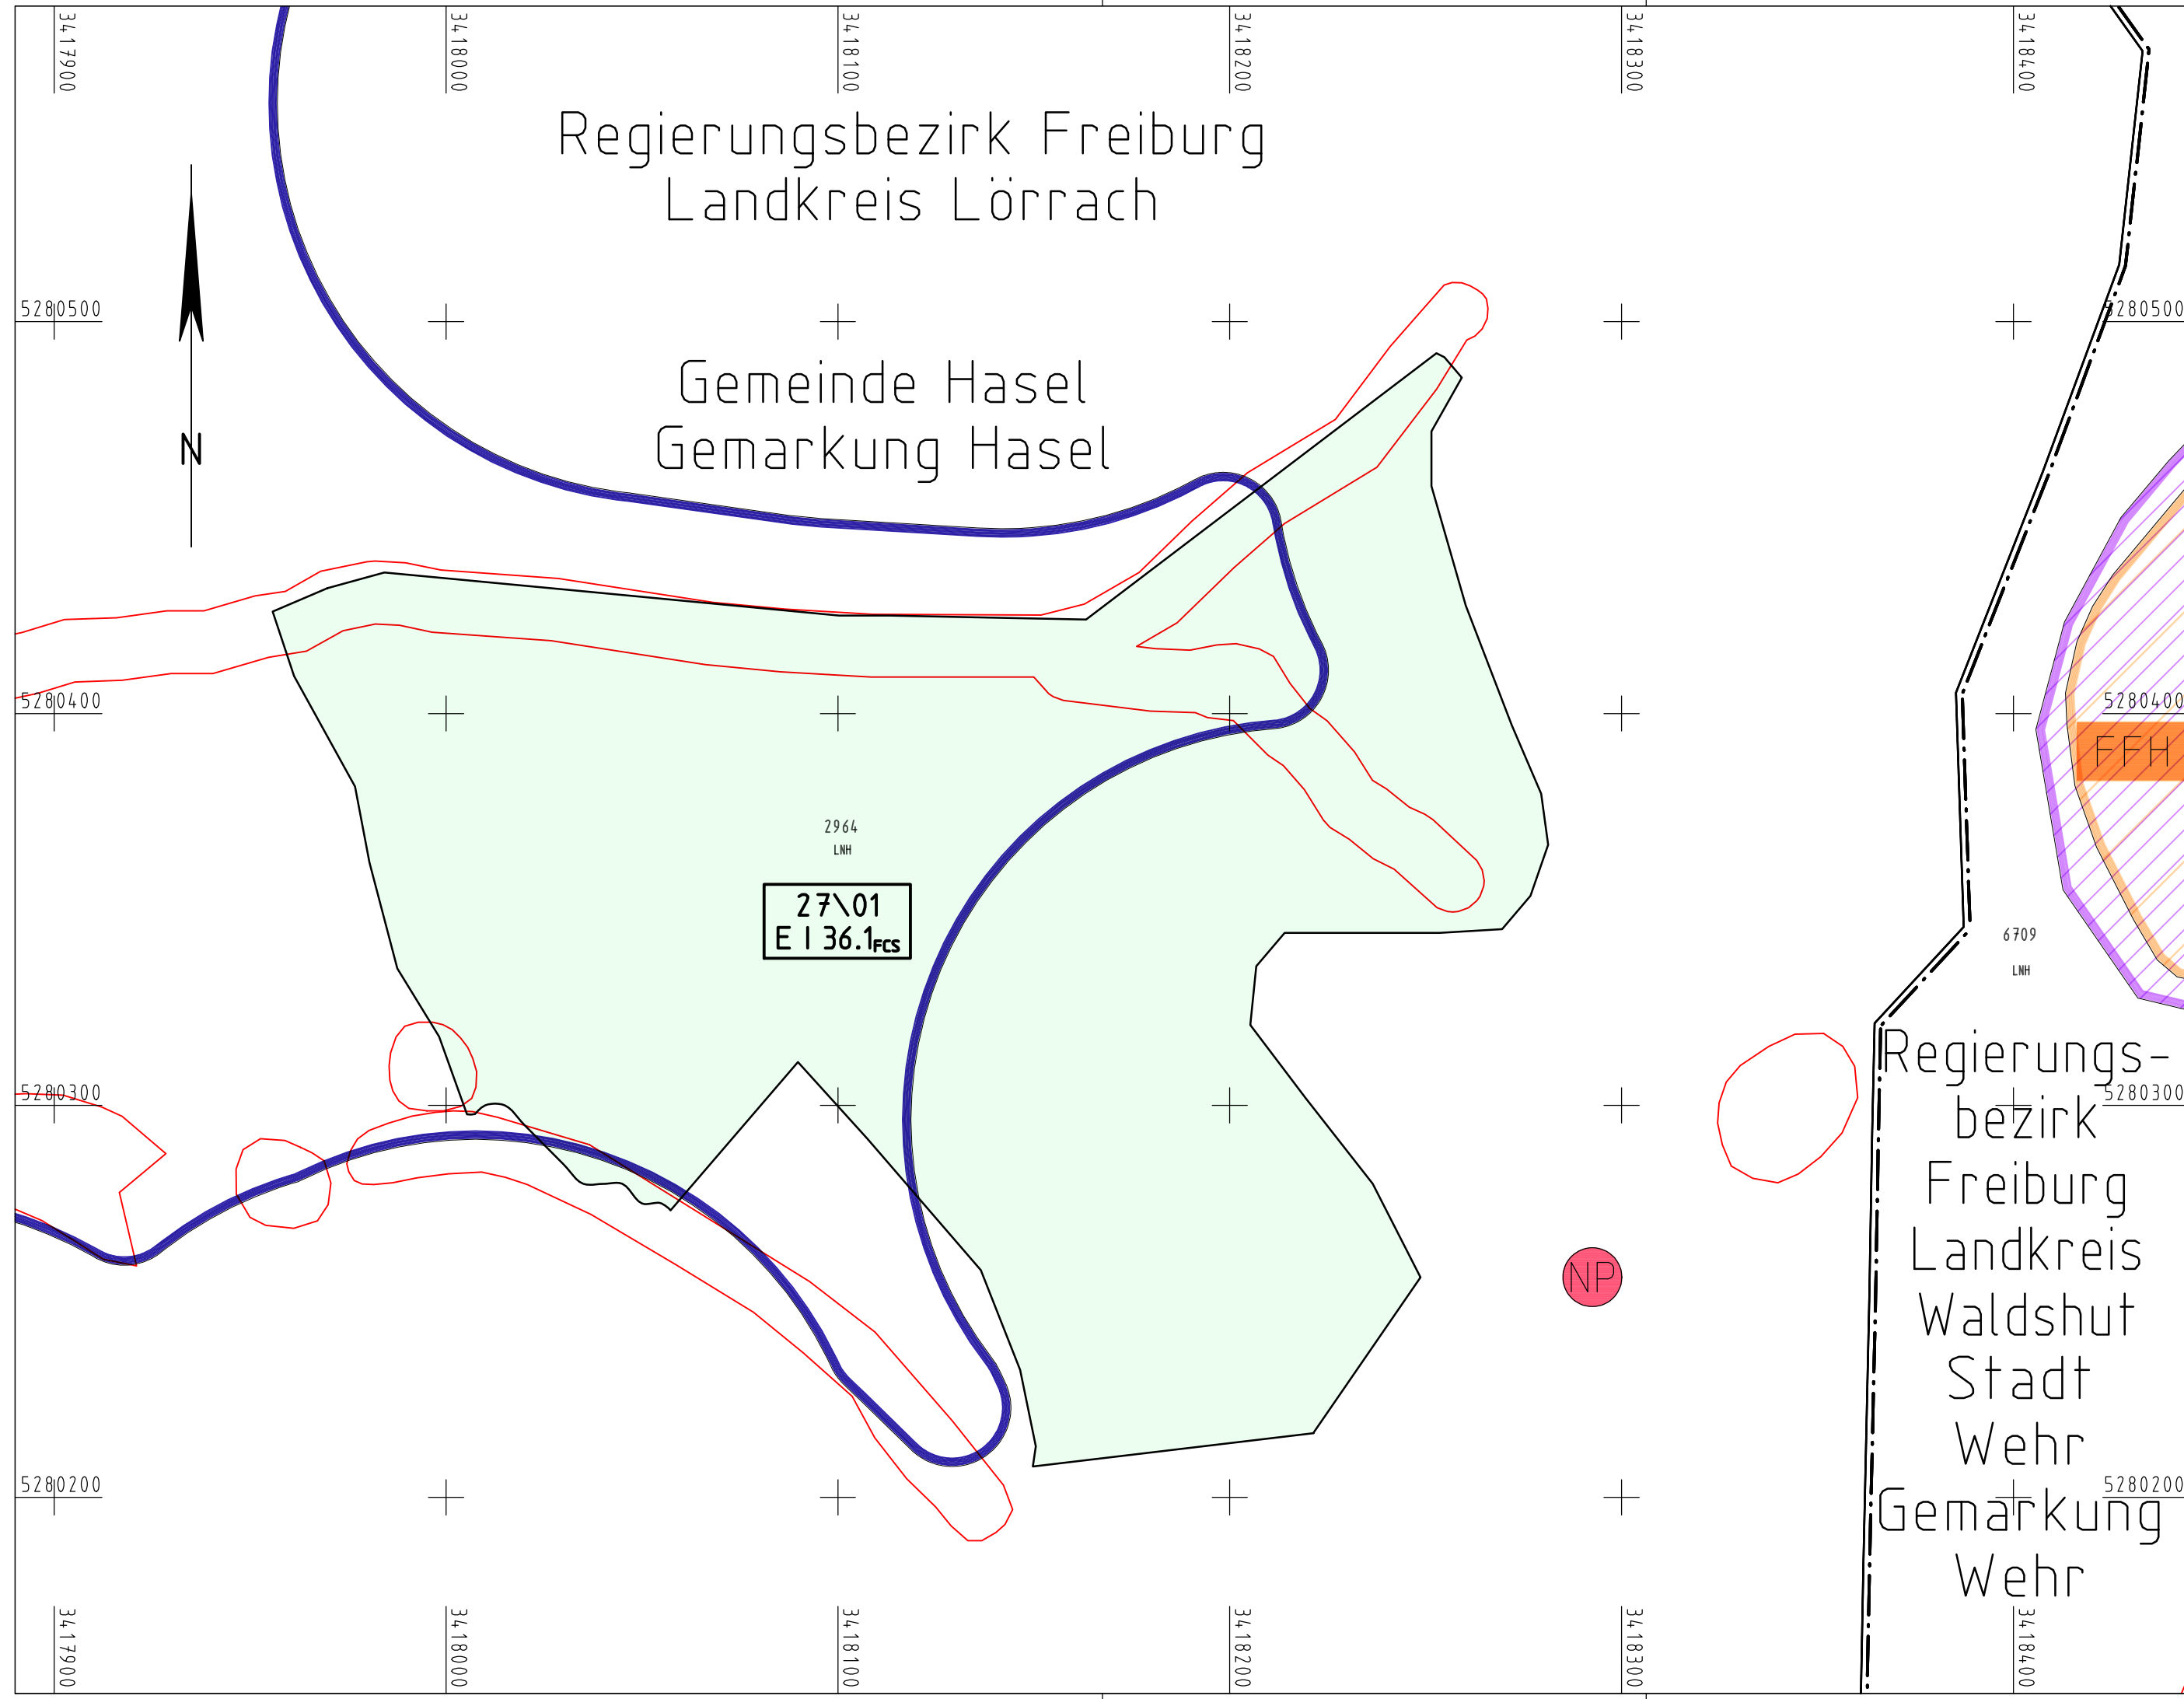 3417900
3418000
3418100
3418200
3418300
3418400
Regierungsbezirk Freiburg
Landkreis Lörrach
5280500
5280500
Gemeinde Hasel
Gemarkung Hasel
N
5280400
5280400
FFH
2964
LNH
27\01
E I 36.1FCS
6709
LNH
5280300
5280300
Regierungs-
bezirk
Freiburg
Landkreis
Waldshut
Stadt
Wehr
Gemarkung
Wehr
NP
5280200
5280200
3417900
3418000
3418100
3418200
3418300
3418400